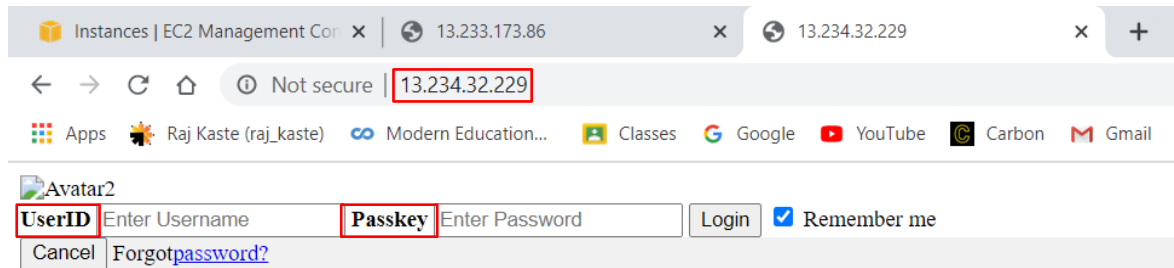 Instances | EC2 Management Con 13.233.173.86 13.234.32.229
Not secure | 13.234.32.229
Apps Raj Kaste (raj_kaste) Modern Education... Classes Google YouTube Carbon Gmail
Avatar2
UserID Enter Username Passkey Enter Password Login Remember me
Cancel Forgotpassword?